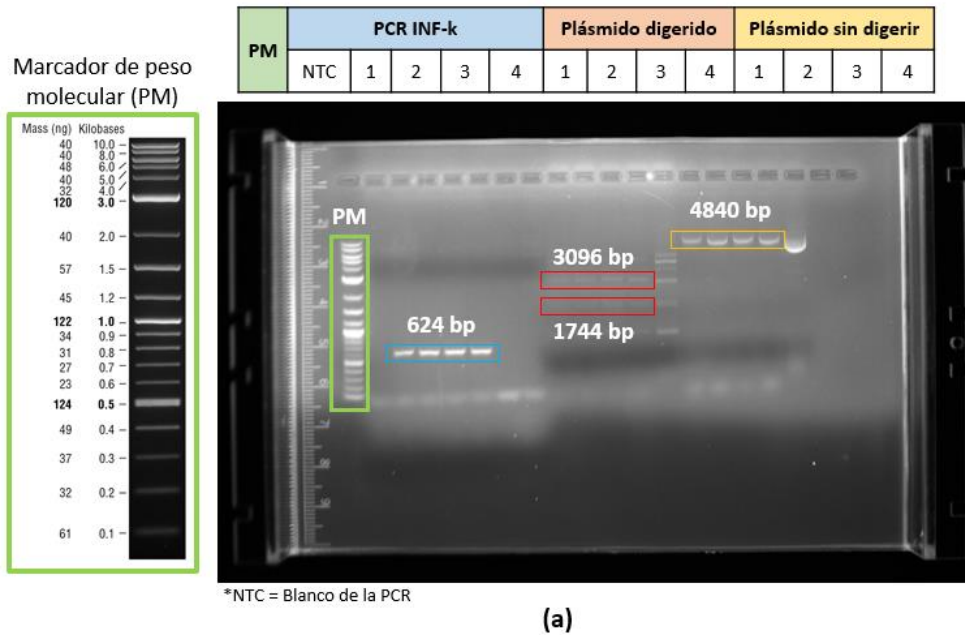 PM | PCR INF-k | Plásmido digerido | Plásmido sin digerir
NTC | 1 | 2 | 3 | 4 | 1 | 2 | 3 | 4 | 1 | 2 | 3 | 4
Marcador de peso
molecular (PM)
Mass (ng) Kilobases
40 10.0
40 8.0
48 6.0
40 5.0
32 4.0
120 3.0
40 2.0
57 1.5
45 1.2
122 1.0
34 0.9
31 0.8
27 0.7
23 0.6
124 0.5
49 0.4
37 0.3
32 0.2
61 0.1
PM
624 bp
3096 bp
1744 bp
4840 bp
*NTC = Blanco de la PCR
(a)